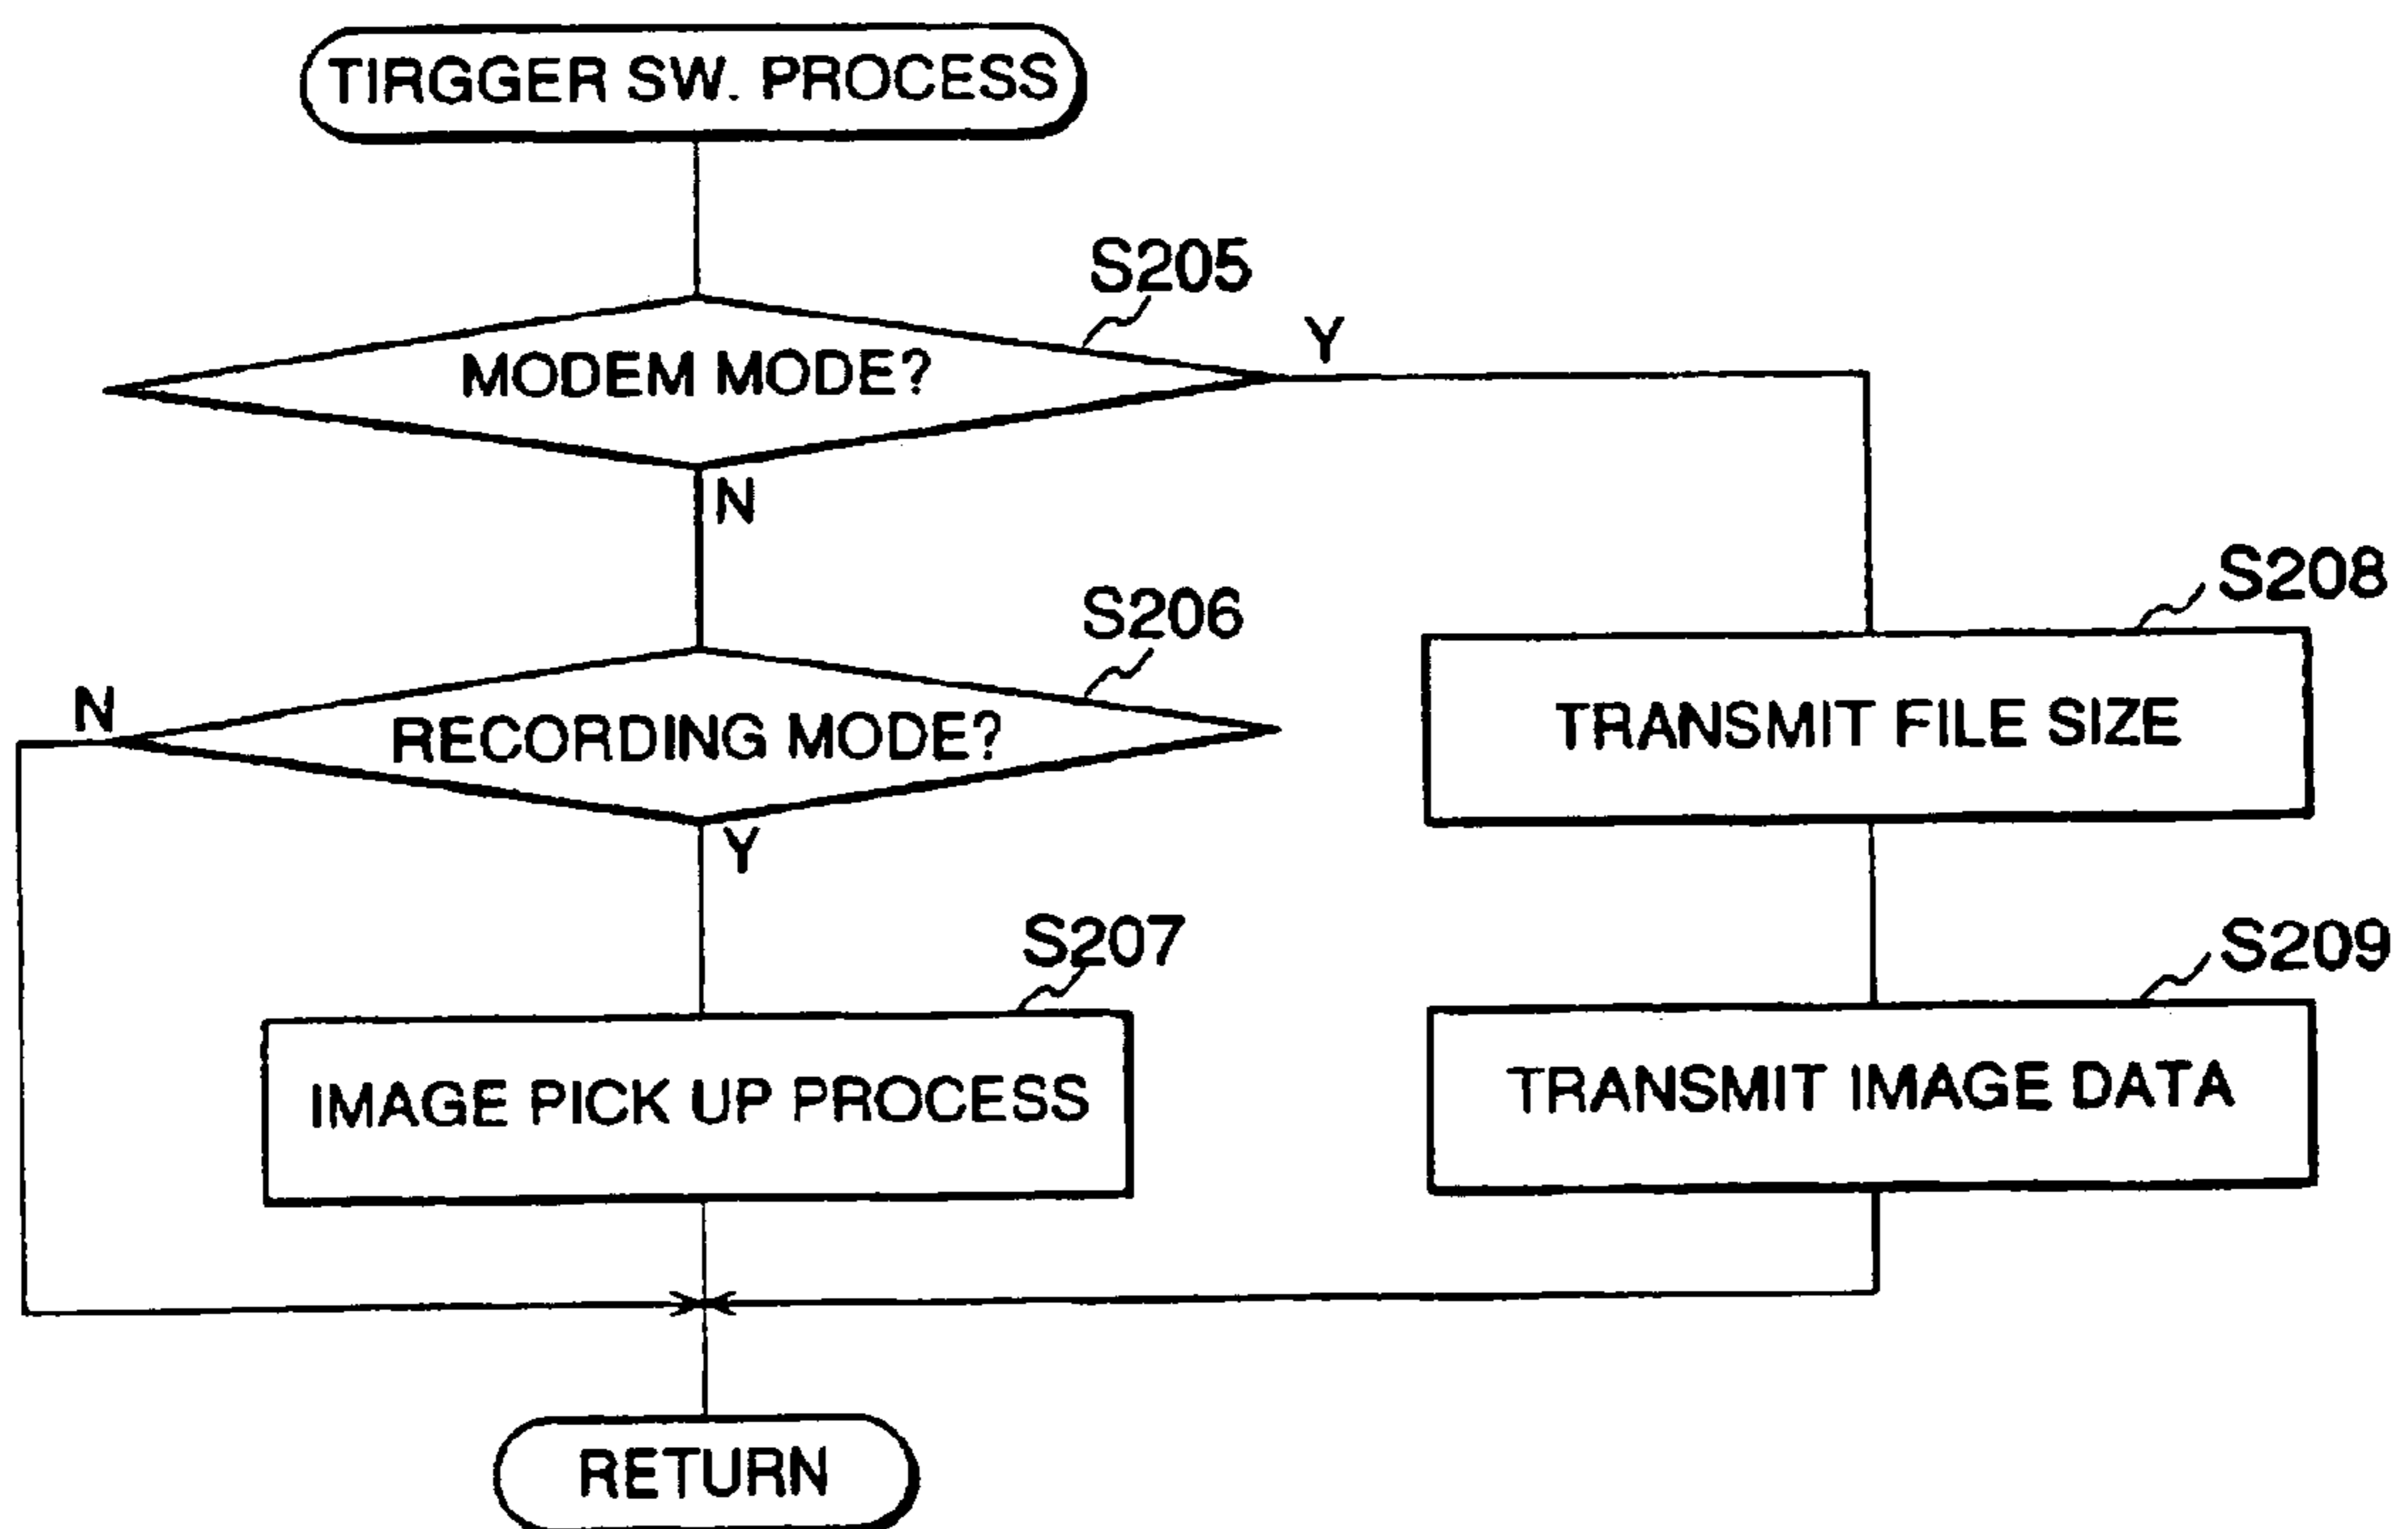 TIRGGER SW. PROCESS
S205
MODEM MODE?
Y
N
S206
N
RECORDING MODE?
Y
S208
TRANSMIT FILE SIZE
S207
IMAGE PICK UP PROCESS
S209
TRANSMIT IMAGE DATA
RETURN